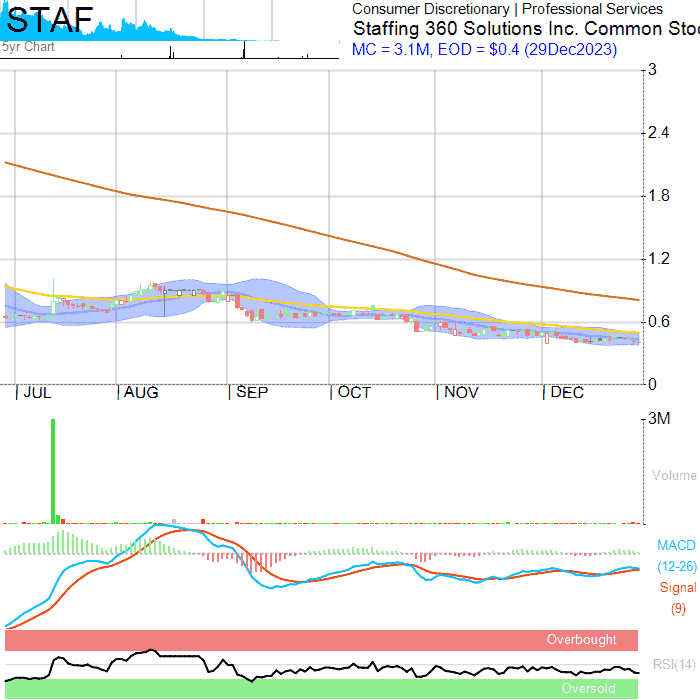 STAF
5yr Chart
Consumer Discretionary | Professional Services
Staffing 360 Solutions Inc. Common Stoc
MC = 3.1M, EOD = $0.4 (29Dec2023)
3
2.4
1.8
1.2
0.6
0
JUL AUG SEP OCT NOV DEC
3M
Volume
MACD
(12-26)
Signal
(9)
Overbought
RSI(14)
Oversold